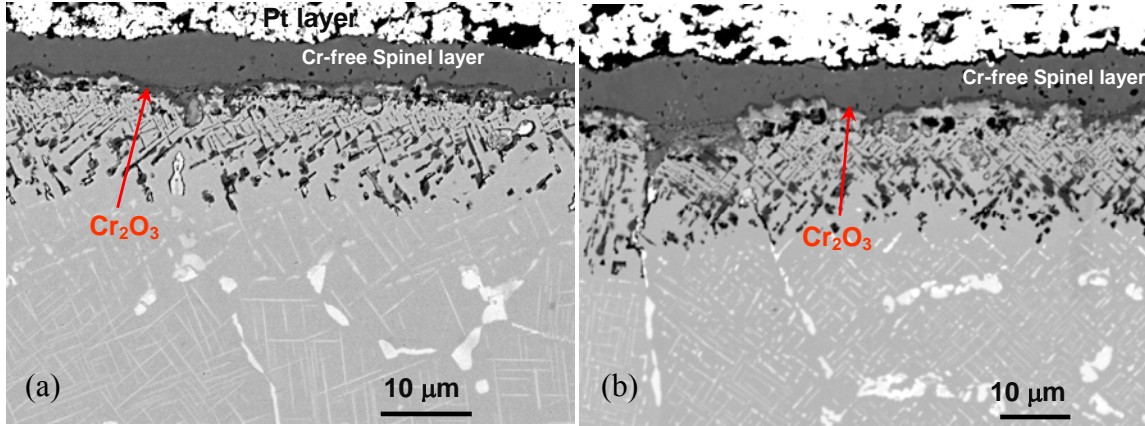 Pt layer
Cr-free Spinel layer
Cr₂O₃
(a)
10 μm
Cr-free Spinel layer
Cr₂O₃
(b)
10 μm